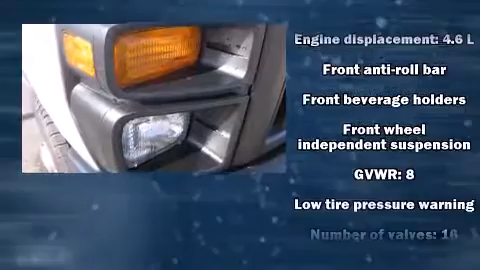 Engine displacement: 4.6 L
Front anti-roll bar
Front beverage holders
Front wheel
independent suspension
GVWR: 8
Low tire pressure warning
Number of valves: 16